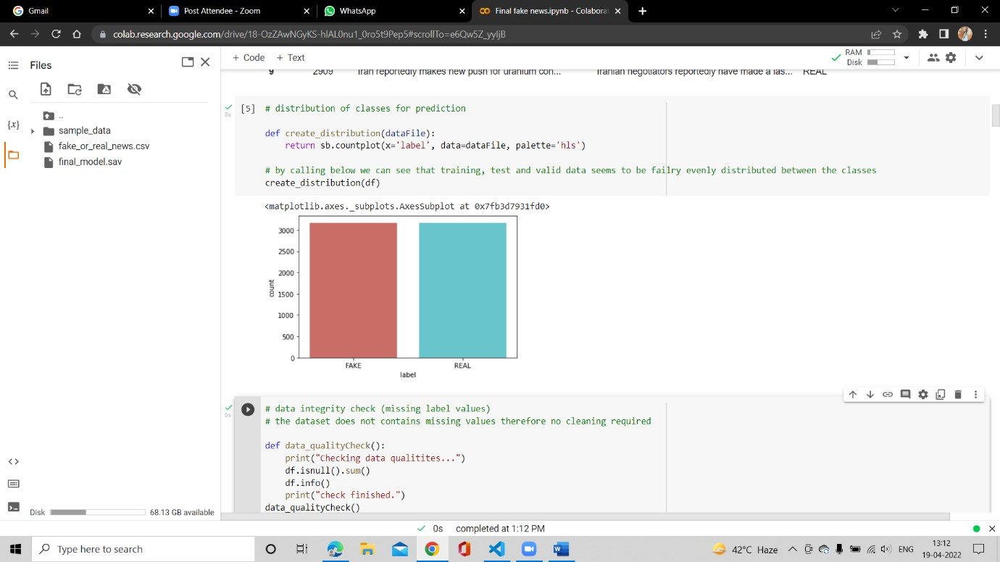 Gmail
Post Attendee - Zoom
WhatsApp
Final fake news.ipynb - Colabora
colab.research.google.com/drive/18-OzZAwNGyKS-hlAL0nu1_0ro5t9Pep5#scrollTo=e6Qw5Z_yyljB
Files
+ Code + Text
RAM
Disk
9 2909 Iran reportedly makes new push for uranium con... Iranian negotiators reportedly have made a las... REAL
..
sample_data
fake_or_real_news.csv
final_model.sav
{x}
0s
[5] # distribution of classes for prediction
def create_distribution(dataFile):
return sb.countplot(x='label', data=dataFile, palette='hls')
# by calling below we can see that training, test and valid data seems to be failry evenly distributed between the classes
create_distribution(df)
<matplotlib.axes._subplots.AxesSubplot at 0x7fb3d7931fd0>
3000
2500
2000
1500
1000
500
0
count
FAKE REAL
label
0s
# data integrity check (missing label values)
# the dataset does not contains missing values therefore no cleaning required
def data_qualityCheck():
print("Checking data qualitites...")
df.isnull().sum()
df.info()
print("check finished.")
data_qualityCheck()
Disk 68.13 GB available
0s completed at 1:12 PM
Type here to search
42°C Haze
ENG
13:12
19-04-2022